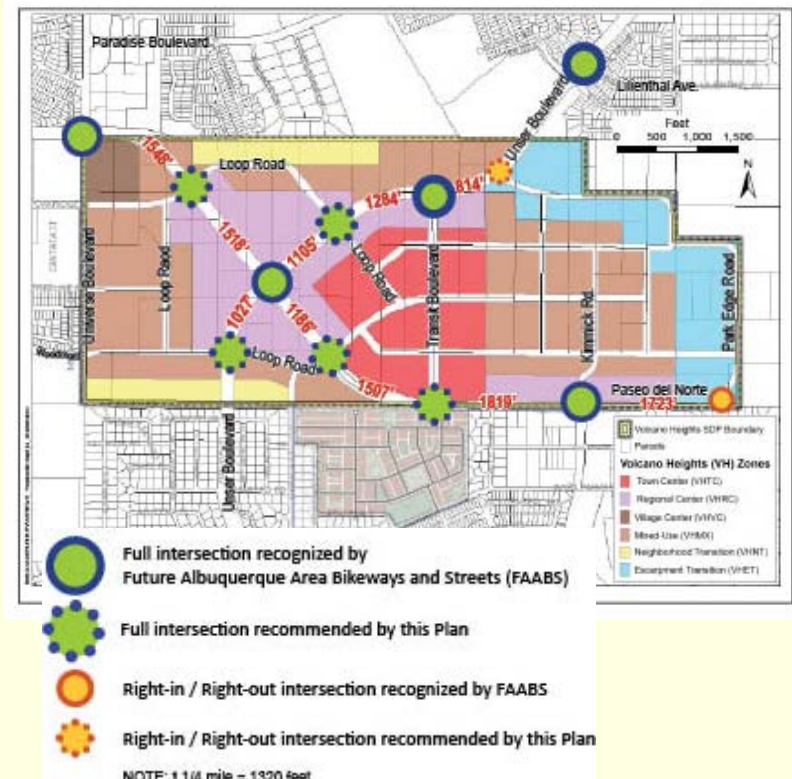 Paradise Boulevard
Lilienthal Ave.
Unser Boulevard
Feet
0 500 1,000 1,500
N
1548'
Loop Road
1284'
814'
1518'
1105'
Universe Boulevard
Loop Road
Loop Road
Transit Boulevard
Kimmick Rd.
Park Edge Road
1027'
1186'
Loop Road
1507'
1819'
Paseo del Norte
1723'
Unser Boulevard
Volcano Heights SDP Boundary
Parcels
Volcano Heights (VH) Zones
Town Center (VHTC)
Regional Center (VHRC)
Village Center (VHVC)
Mixed-Use (VHMX)
Neighborhood Transition (VHNT)
Escarpment Transition (VHET)
Full intersection recognized by
Future Albuquerque Area Bikeways and Streets (FAABS)
Full intersection recommended by this Plan
Right-in / Right-out intersection recognized by FAABS
Right-in / Right-out intersection recommended by this Plan
NOTE: 1 1/4 mile = 1320 feet